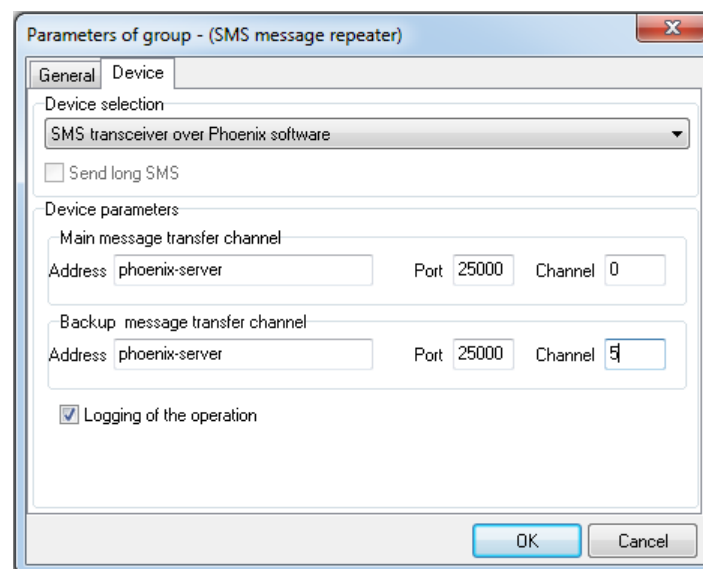 Parameters of group - (SMS message repeater)
General Device
Device selection
SMS transceiver over Phoenix software
Send long SMS
Device parameters
Main message transfer channel
Address phoenix-server Port 25000 Channel 0
Backup message transfer channel
Address phoenix-server Port 25000 Channel 5
Logging of the operation
OK Cancel